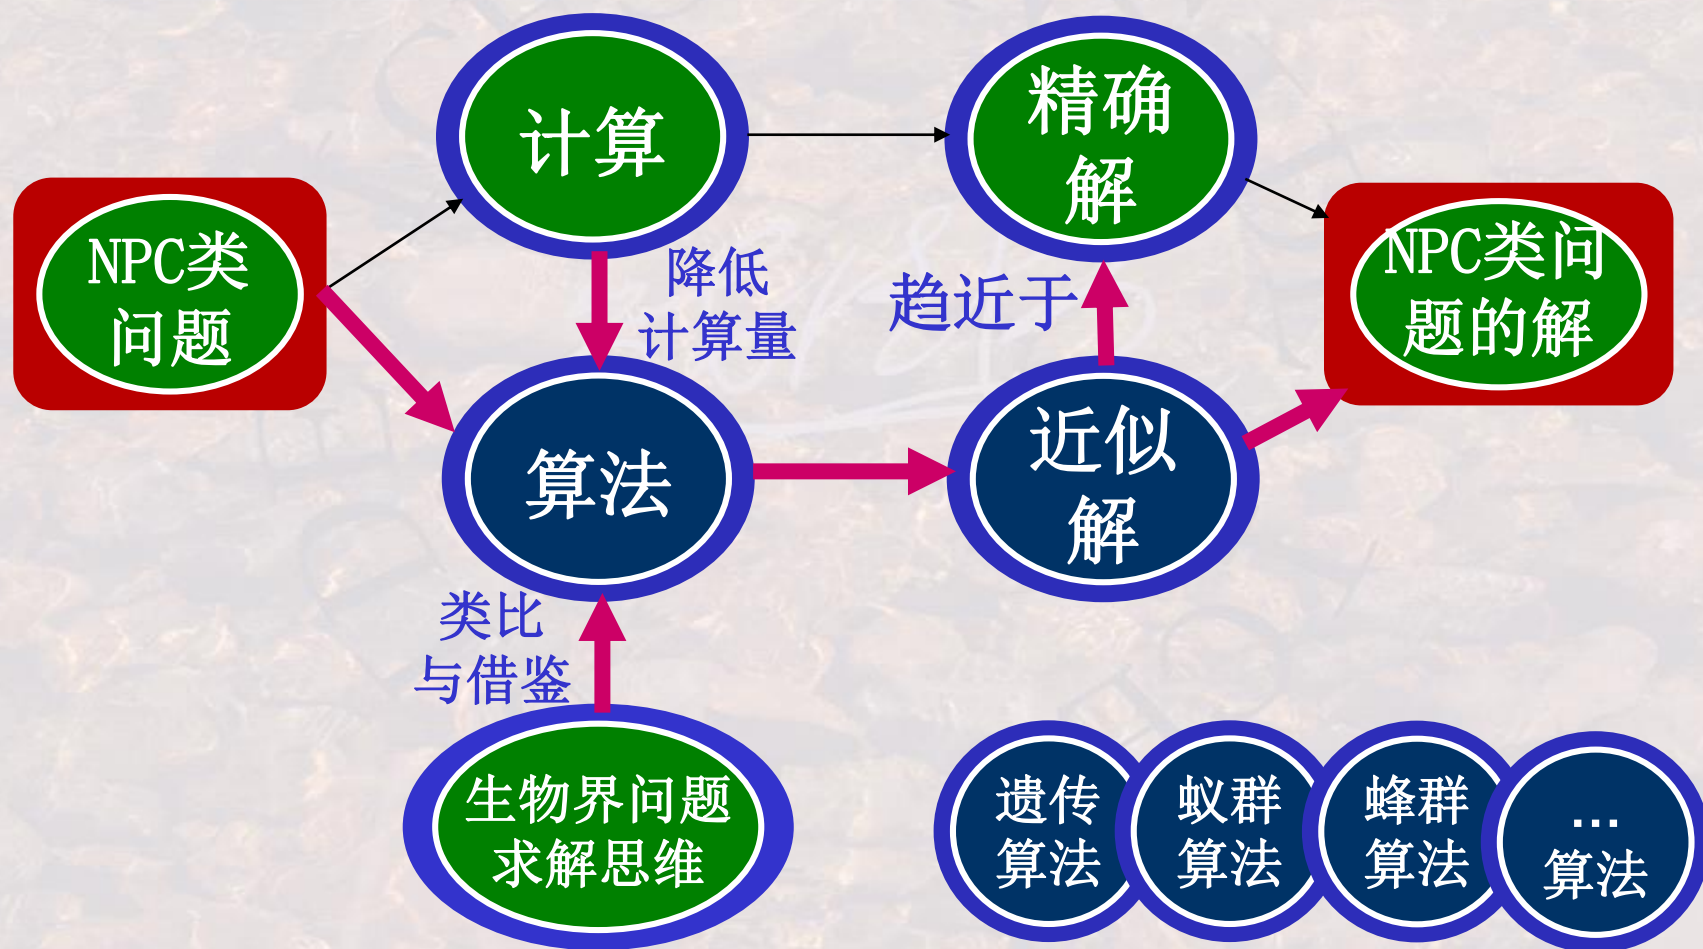 计算
精确
解
NPC类
问题
降低
计算量
趋近于
NPC类问
题的解
算法
近似
解
类比
与借鉴
生物界问题
求解思维
遗传
算法
蚁群
算法
蜂群
算法
…
算法